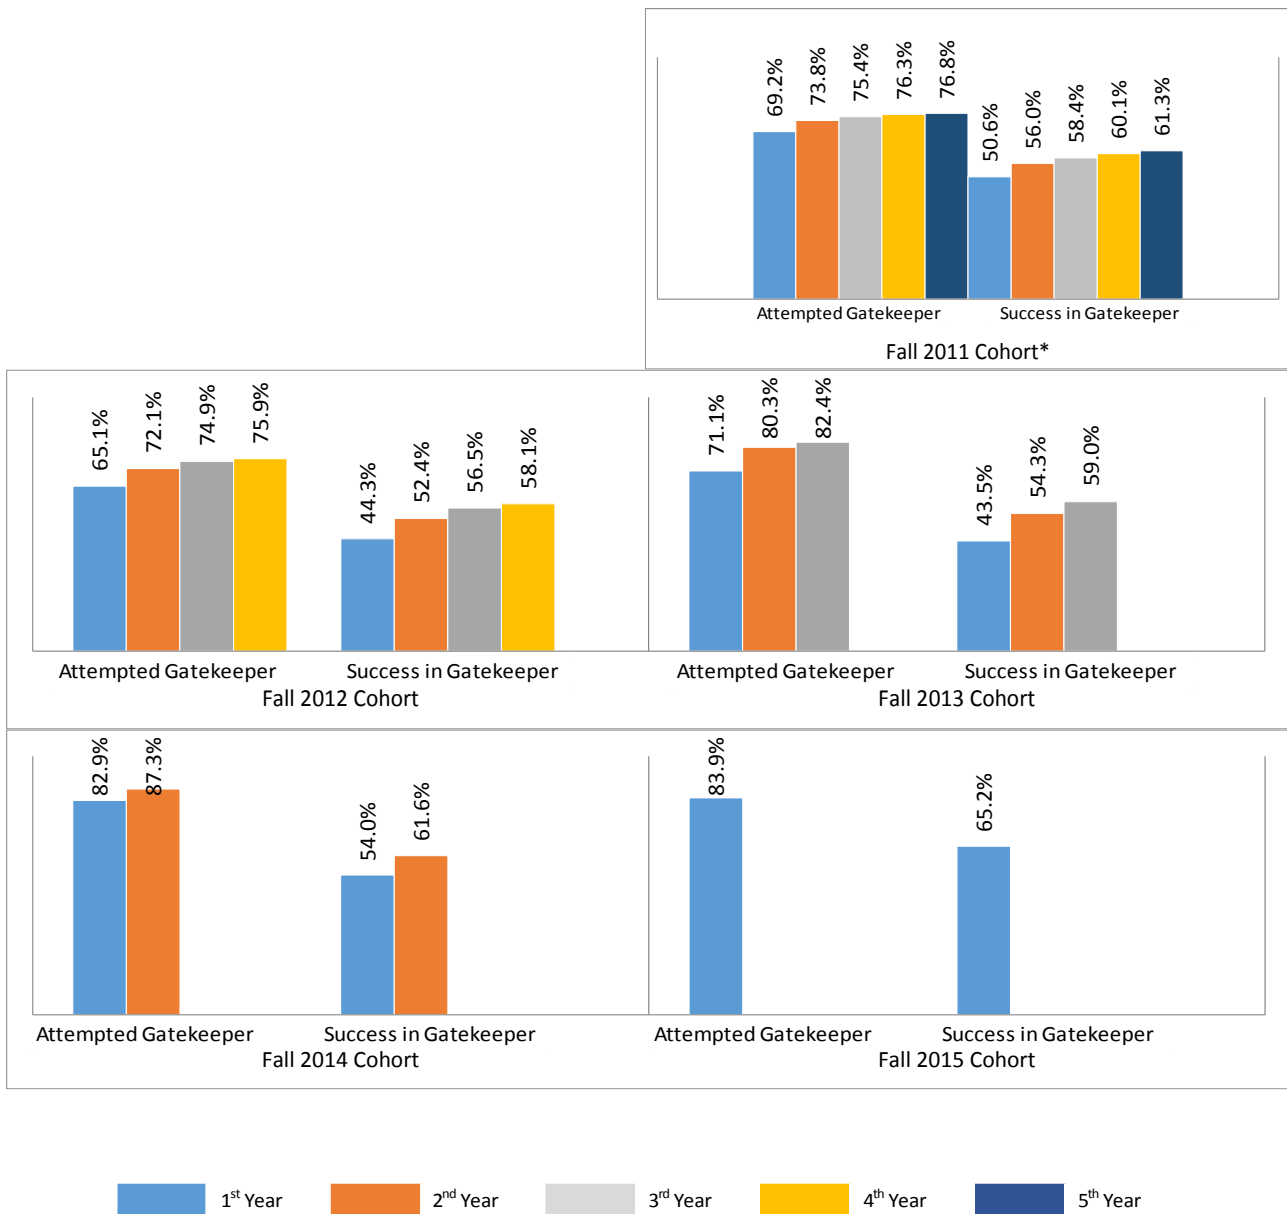 69.2% 73.8% 75.4% 76.3% 76.8% 50.6% 56.0% 58.4% 60.1% 61.3%
Attempted Gatekeeper Success in Gatekeeper
Fall 2011 Cohort*
65.1% 72.1% 74.9% 75.9% 44.3% 52.4% 56.5% 58.1%
Attempted Gatekeeper Success in Gatekeeper
Fall 2012 Cohort
71.1% 80.3% 82.4% 43.5% 54.3% 59.0%
Attempted Gatekeeper Success in Gatekeeper
Fall 2013 Cohort
82.9% 87.3% 54.0% 61.6%
Attempted Gatekeeper Success in Gatekeeper
Fall 2014 Cohort
83.9% 65.2%
Attempted Gatekeeper Success in Gatekeeper
Fall 2015 Cohort
1st Year 2nd Year 3rd Year 4th Year 5th Year